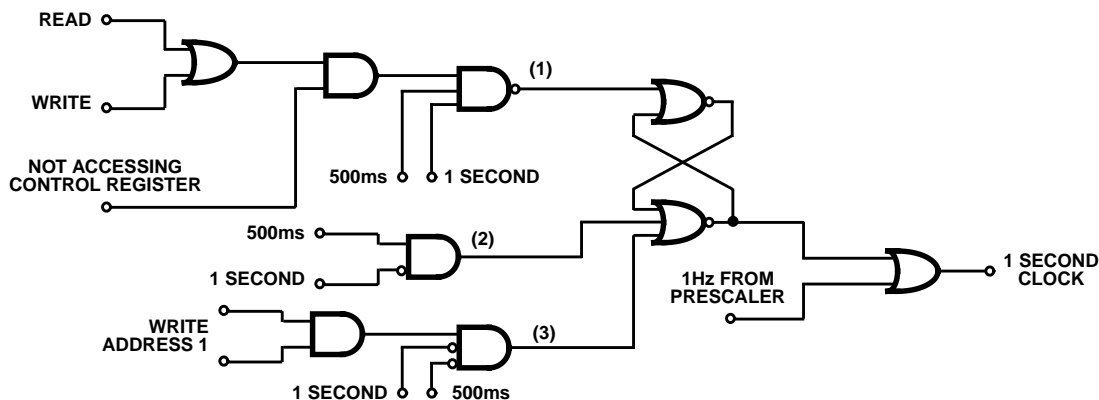 READ
WRITE
NOT ACCESSING
CONTROL REGISTER
(1)
500ms
1 SECOND
500ms
(2)
1 SECOND
WRITE
ADDRESS 1
(3)
1 SECOND
500ms
1Hz FROM
PRESCALER
1 SECOND
CLOCK